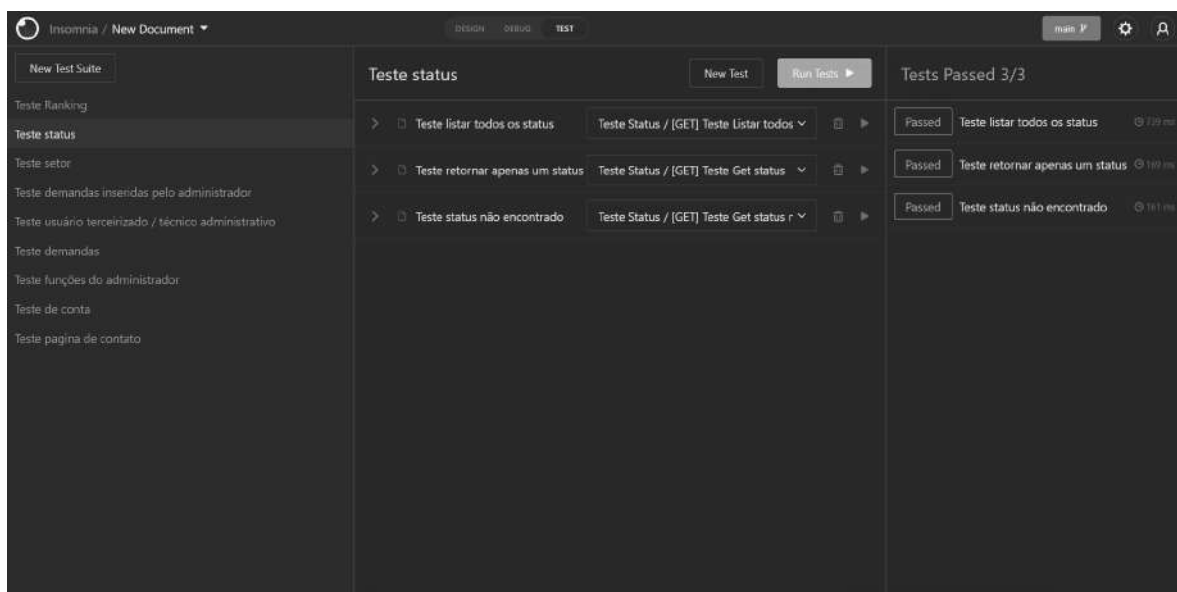 Insomnia / New Document
DESIGN DEBUG TEST
main
New Test Suite
Teste Ranking
Teste status
Teste setor
Teste demandas inseridas pelo administrador
Teste usuário terceirizado / técnico administrativo
Teste demandas
Teste funções do administrador
Teste de conta
Teste pagina de contato
Teste status
New Test
Run Tests
Teste listar todos os status
Teste Status / [GET] Teste Listar todos
Teste retornar apenas um status
Teste Status / [GET] Teste Get status
Teste status não encontrado
Teste Status / [GET] Teste Get status r
Tests Passed 3/3
Passed Teste listar todos os status
Passed Teste retornar apenas um status 169 ms
Passed Teste status não encontrado 161 ms